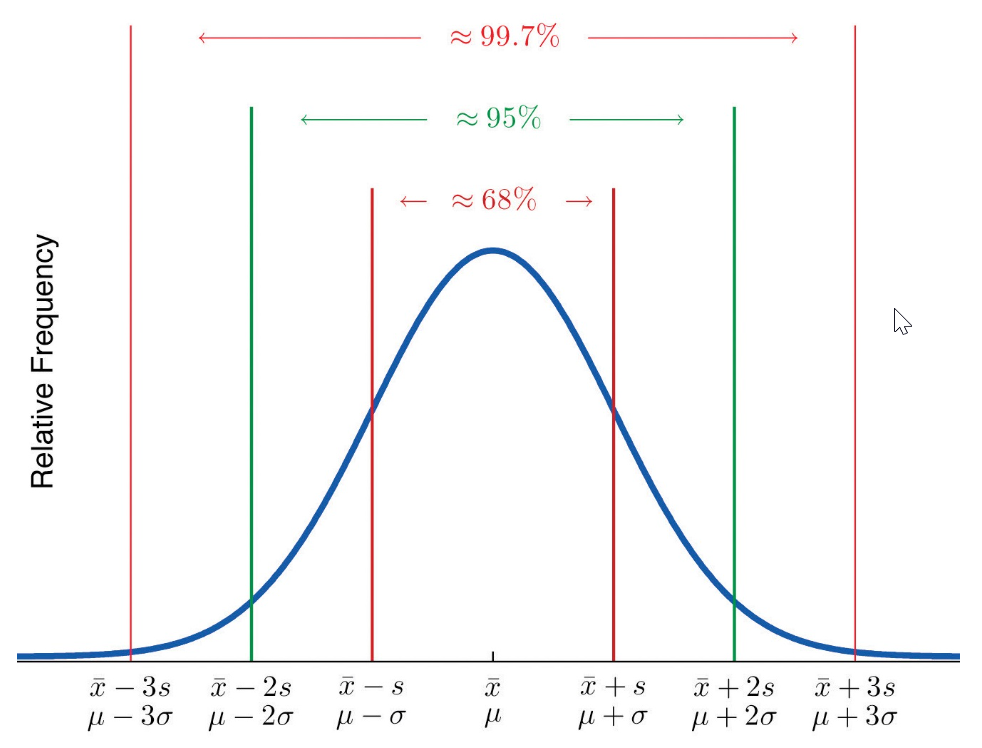 ≈ 99.7%
≈ 95%
≈ 68%
Relative Frequency
x̄ − 3s x̄ − 2s x̄ − s x̄ x̄ + s x̄ + 2s x̄ + 3s
μ − 3σ μ − 2σ μ − σ μ μ + σ μ + 2σ μ + 3σ